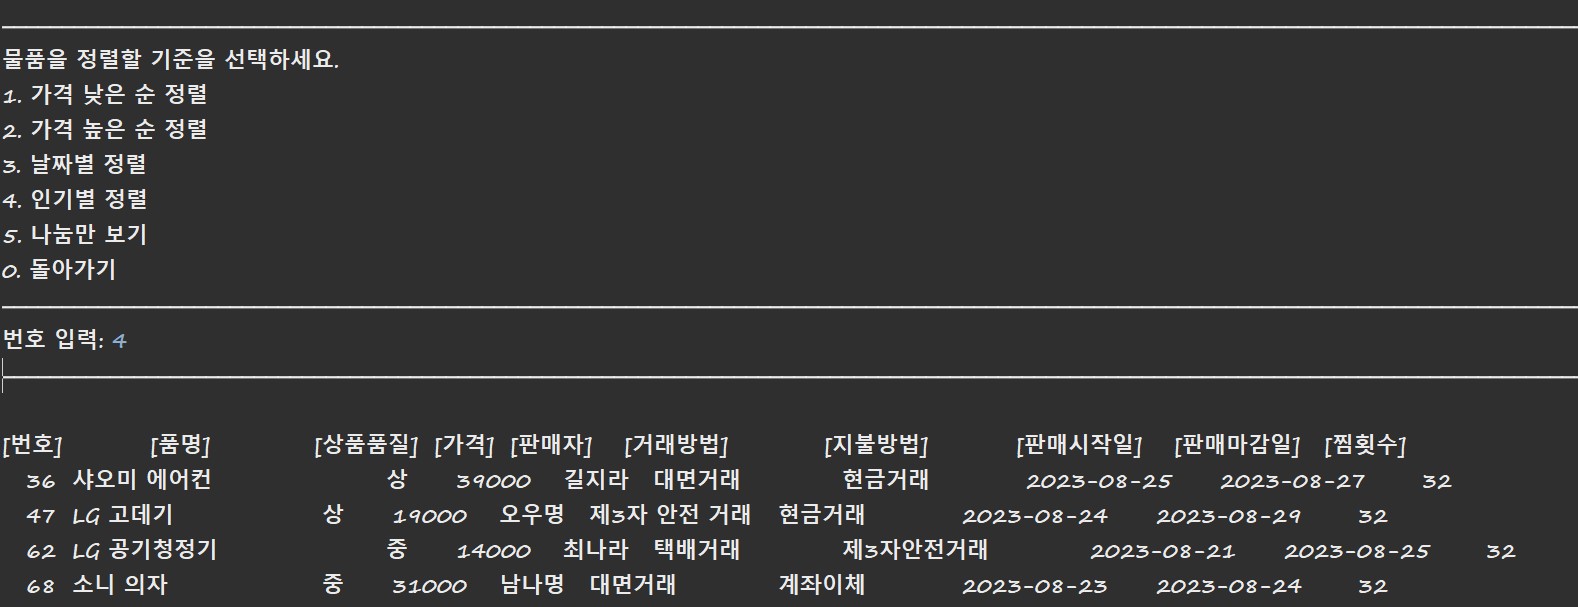 물품을 정렬할 기준을 선택하세요.
1. 가격 낮은 순 정렬
2. 가격 높은 순 정렬
3. 날짜별 정렬
4. 인기별 정렬
5. 나눔만 보기
0. 돌아가기
번호 입력: 4
[번호] [품명] [상품품질] [가격] [판매자] [거래방법] [지불방법] [판매시작일] [판매마감일] [찜횟수]
36 샤오미 에어컨 상 39000 길지라 대면거래 현금거래 2023-08-25 2023-08-27 32
47 LG 고데기 상 19000 오우명 제3자 안전 거래 현금거래 2023-08-24 2023-08-29 32
62 LG 공기청정기 중 14000 최나라 택배거래 제3자안전거래 2023-08-21 2023-08-25 32
68 소니 의자 중 31000 남나명 대면거래 계좌이체 2023-08-23 2023-08-24 32